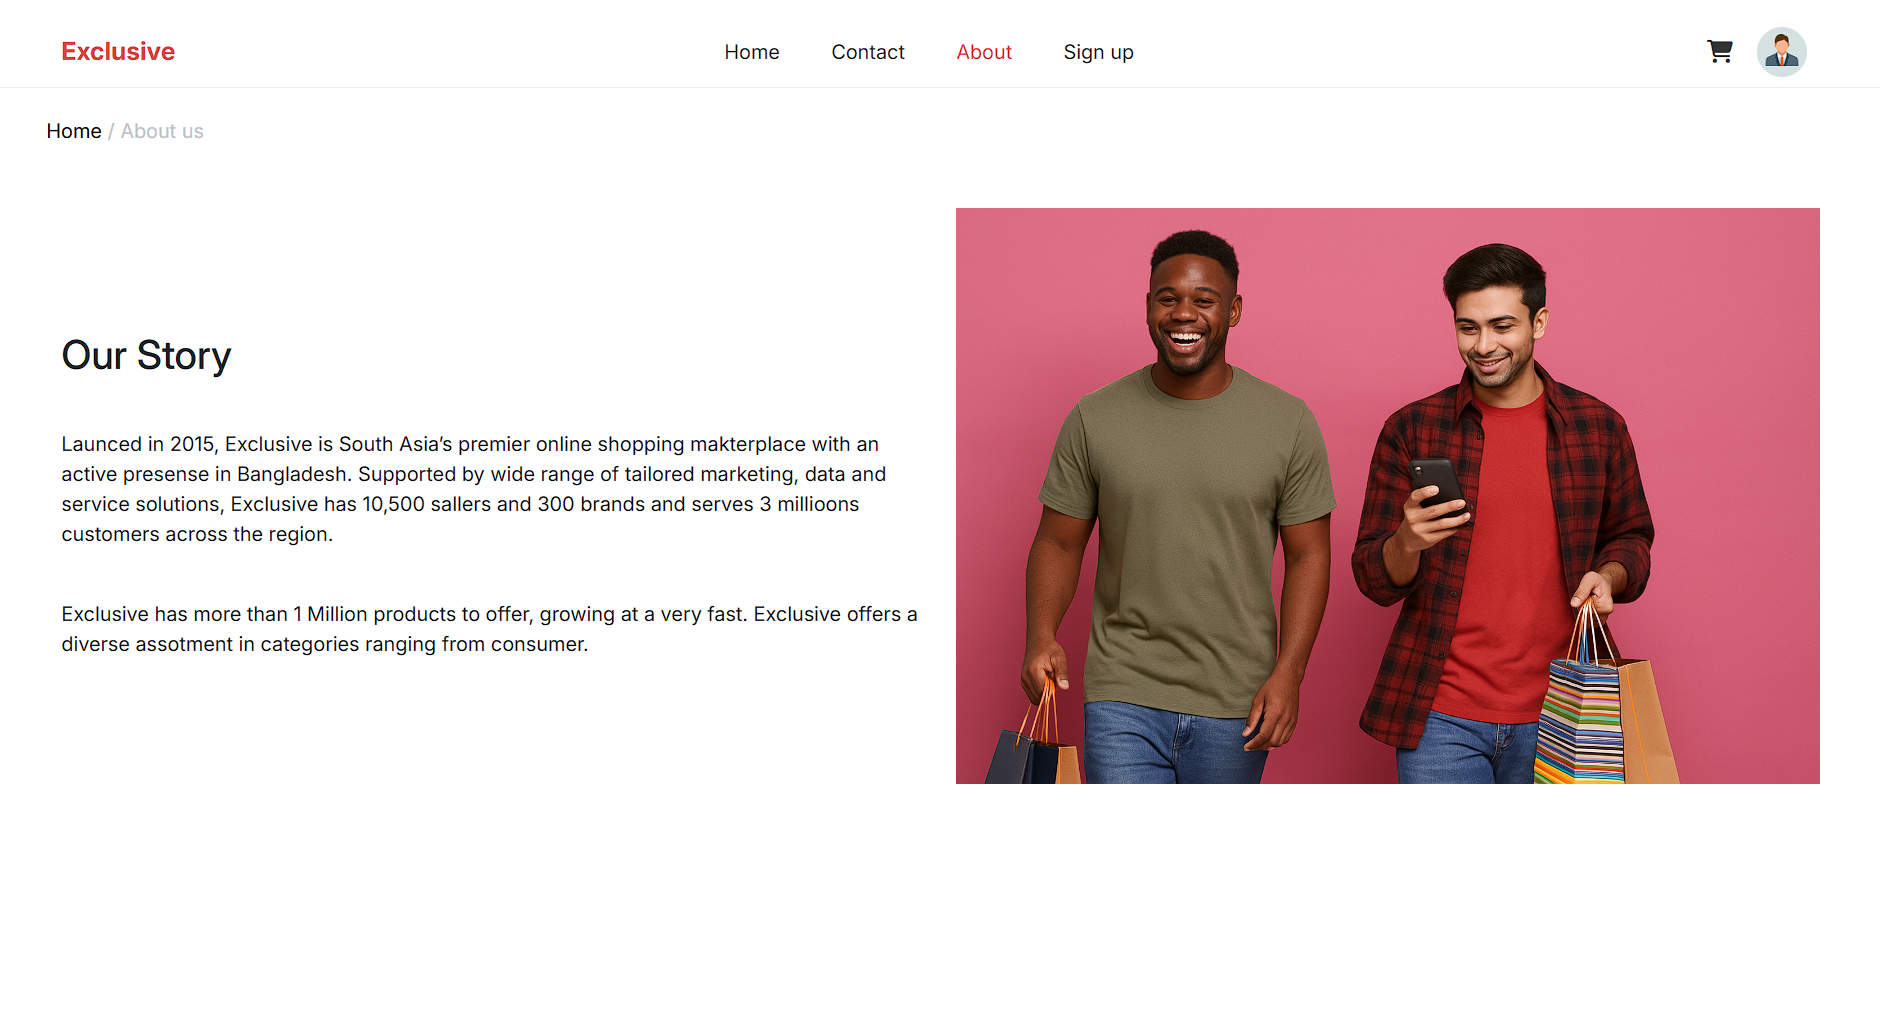 Exclusive
Home
Contact
About
Sign up
Home / About us
Our Story
Launced in 2015, Exclusive is South Asia’s premier online shopping makterplace with an
active presense in Bangladesh. Supported by wide range of tailored marketing, data and
service solutions, Exclusive has 10,500 sallers and 300 brands and serves 3 millioons
customers across the region.
Exclusive has more than 1 Million products to offer, growing at a very fast. Exclusive offers a
diverse assotment in categories ranging from consumer.